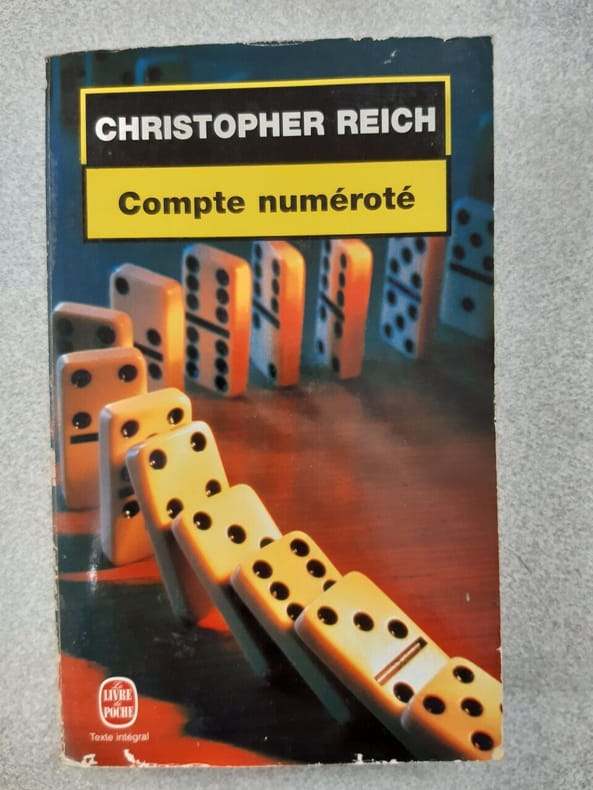 CHRISTOPHER REICH
Compte numéroté
Le
LIVRE
de
POCHE
Texte intégral